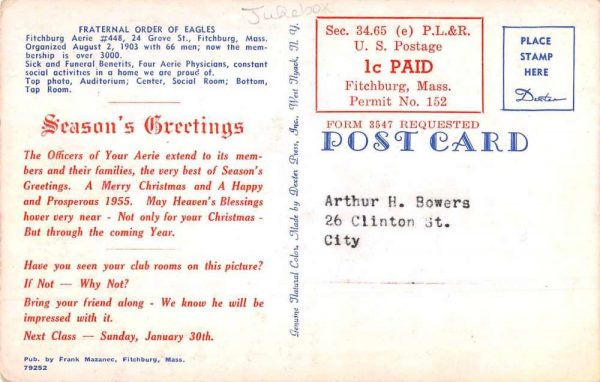 Jukebox
FRATERNAL ORDER OF EAGLES
Fitchburg Aerie #448, 24 Grove St., Fitchburg, Mass.
Organized August 2, 1903 with 66 men; now the mem-
bership is over 3000.
Sick and Funeral Benefits, Four Aerie Physicians, constant
social activites in a home we are proud of.
Top photo, Auditorium; Center, Social Room; Bottom,
Tap Room.
Season's Greetings
The Officers of Your Aerie extend to its mem-
bers and their families, the very best of Season's
Greetings. A Merry Christmas and A Happy
and Prosperous 1955. May Heaven's Blessings
hover very near - Not only for your Christmas -
But through the coming Year.
Have you seen your club rooms on this picture?
If Not — Why Not?
Bring your friend along - We know he will be
impressed with it.
Next Class — Sunday, January 30th.
Pub. by Frank Mazanec, Fitchburg, Mass.
79252
Genuine Natural Color. Made by Dexter Press, Inc., West Nyack, N. Y.
Sec. 34.65 (e) P.L.&R.
U. S. Postage
1c PAID
Fitchburg, Mass.
Permit No. 152
PLACE
STAMP
HERE
Dexter
FORM 3547 REQUESTED
POST CARD
Arthur H. Bowers
26 Clinton St.
City